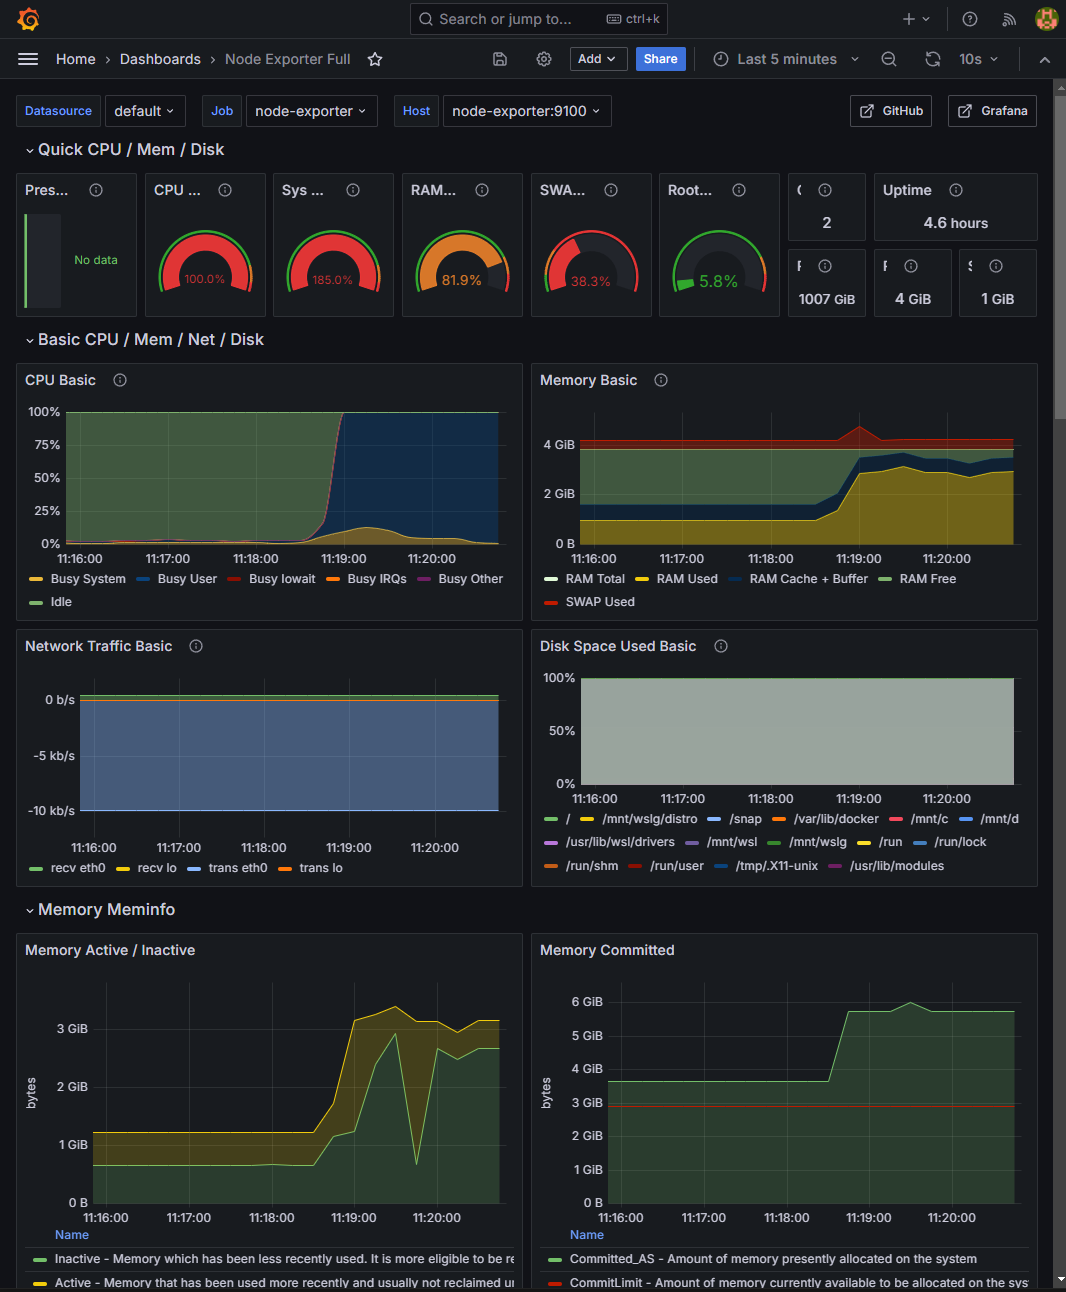 Search or jump to... ctrl+k
Home › Dashboards › Node Exporter Full Add Share Last 5 minutes 10s
Datasource default Job node-exporter Host node-exporter:9100 GitHub Grafana
Quick CPU / Mem / Disk
Pres... CPU ... Sys ... RAM... SWA... Root... Uptime
No data 100.0% 185.0% 81.9% 38.3% 5.8% 2 4.6 hours
1007 GiB 4 GiB 1 GiB
Basic CPU / Mem / Net / Disk
CPU Basic
100%
75%
50%
25%
0%
11:16:00 11:17:00 11:18:00 11:19:00 11:20:00
Busy System Busy User Busy Iowait Busy IRQs Busy Other
Idle
Memory Basic
4 GiB
2 GiB
0 B
11:16:00 11:17:00 11:18:00 11:19:00 11:20:00
RAM Total RAM Used RAM Cache + Buffer RAM Free
SWAP Used
Network Traffic Basic
0 b/s
-5 kb/s
-10 kb/s
11:16:00 11:17:00 11:18:00 11:19:00 11:20:00
recv eth0 recv lo trans eth0 trans lo
Disk Space Used Basic
100%
50%
0%
11:16:00 11:17:00 11:18:00 11:19:00 11:20:00
/ /mnt/wslg/distro /snap /var/lib/docker /mnt/c /mnt/d
/usr/lib/wsl/drivers /mnt/wsl /mnt/wslg /run /run/lock
/run/shm /run/user /tmp/.X11-unix /usr/lib/modules
Memory Meminfo
Memory Active / Inactive
bytes
3 GiB
2 GiB
1 GiB
0 B
11:16:00 11:17:00 11:18:00 11:19:00 11:20:00
Name
Inactive - Memory which has been less recently used. It is more eligible to be re
Active - Memory that has been used more recently and usually not reclaimed u
Memory Committed
bytes
6 GiB
5 GiB
4 GiB
3 GiB
2 GiB
1 GiB
0 B
11:16:00 11:17:00 11:18:00 11:19:00 11:20:00
Name
Committed_AS - Amount of memory presently allocated on the system
CommitLimit - Amount of memory currently available to be allocated on the sys